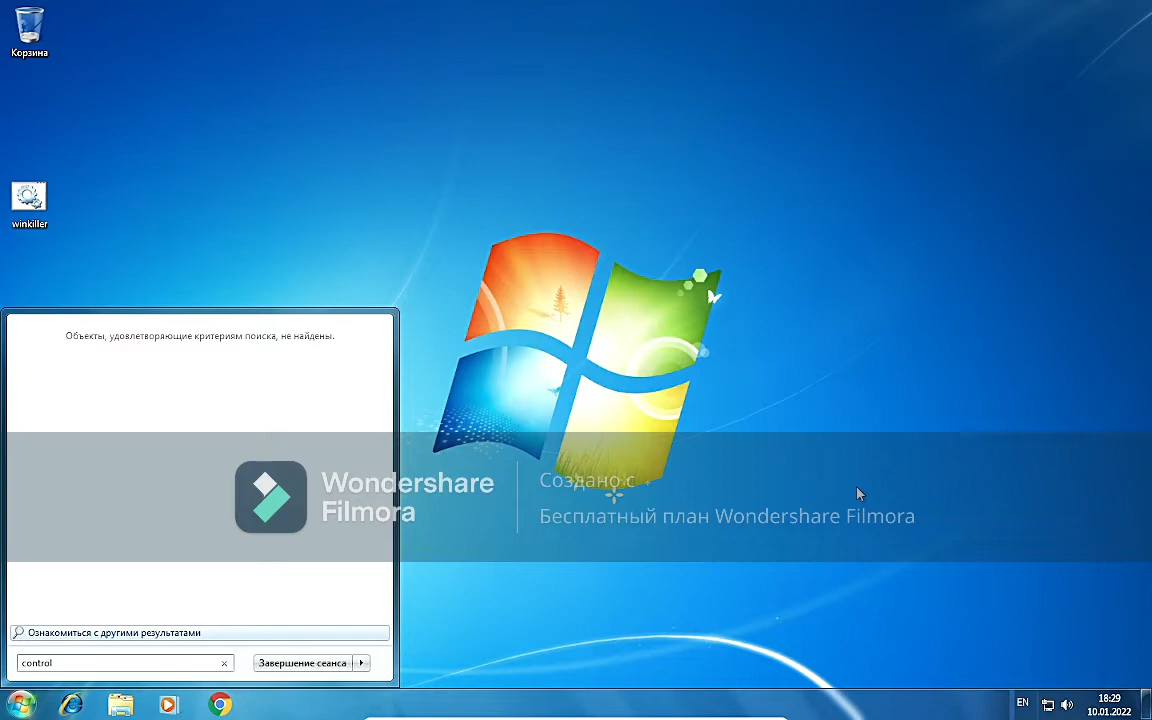 Корзина
winkiller
Объекты, удовлетворяющие критериям поиска, не найдены.
Wondershare
Filmora
Создано с
Бесплатный план Wondershare Filmora
Ознакомиться с другими результатами
control
Завершение сеанса
EN
18:29
10.01.2022